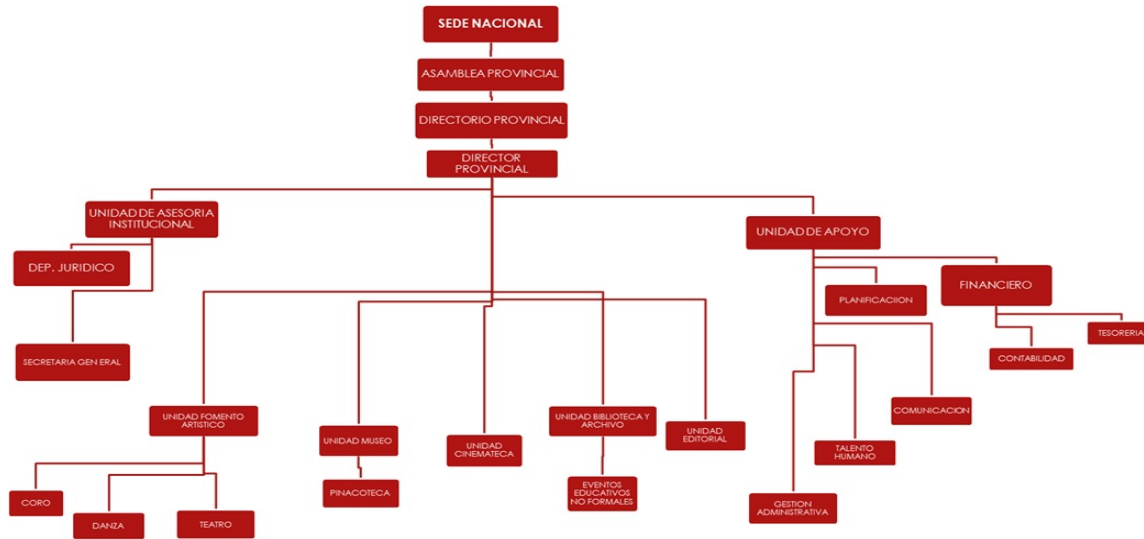 SEDE NACIONAL
ASAMBLEA PROVINCIAL
DIRECTORIO PROVINCIAL
DIRECTOR
PROVINCIAL
UNIDAD DE ASESORIA
INSTITUCIONAL
UNIDAD DE APOYO
DEP. JURIDICO
FINANCIERO
PLANIFICACIION
TESORERIA
SECRETARIA GEN ERAL
CONTABILIDAD
UNIDAD FOMENTO
ARTISTICO
UNIDAD MUSEO
UNIDAD
CINEMATECA
UNIDAD BIBLIOTECA Y
ARCHIVO
UNIDAD
EDITORIAL
COMUNICACION
TALENTO
HUMANO
CORO
DANZA
TEATRO
PINACOTECA
EVENTOS
EDUCATIVOS
NO FORMALES
GESTION
ADMINISTRATIVA